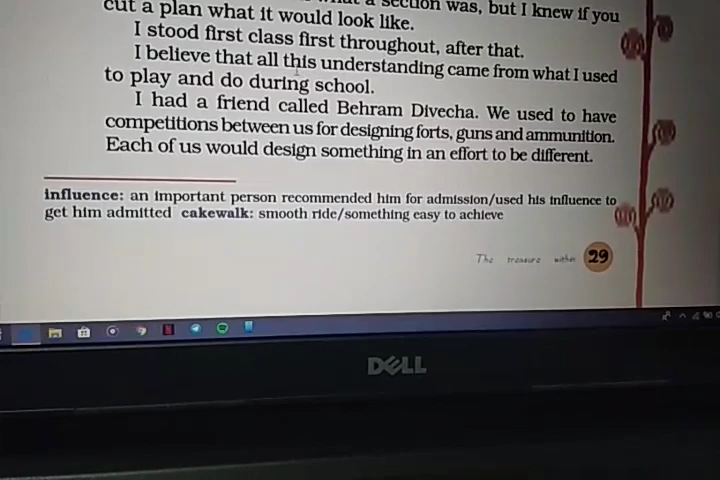 cut a plan what it would look like.
section was, but I knew if you
I stood first class first throughout, after that.
I believe that all this understanding came from what I used
to play and do during school.
I had a friend called Behram Divecha. We used to have
competitions between us for designing forts, guns and ammunition.
Each of us would design something in an effort to be different.
influence: an important person recommended him for admission/used his influence to
get him admitted cakewalk: smooth ride/something easy to achieve
The treasure within 29
DELL